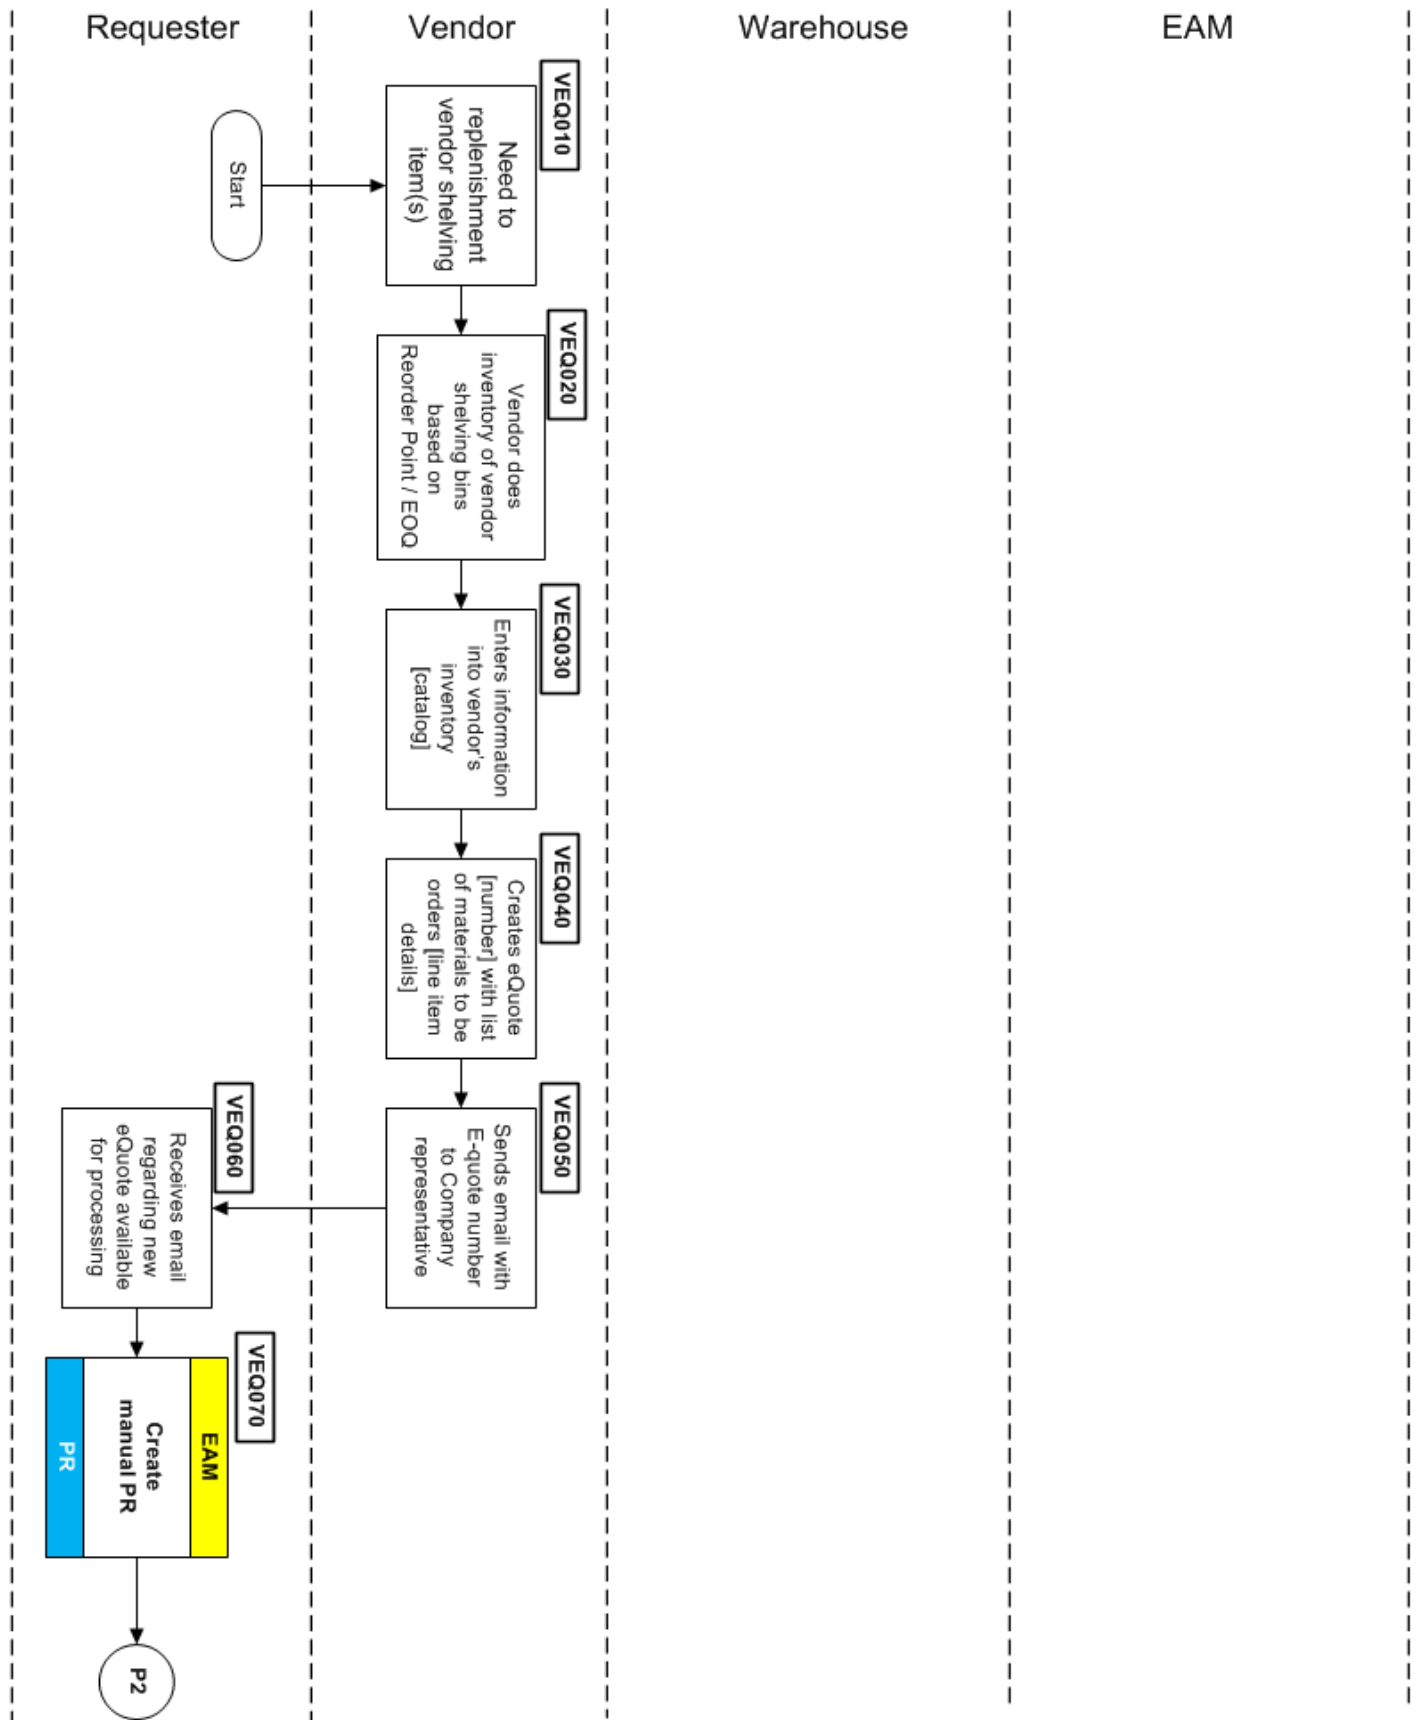 Requester
Vendor
Warehouse
EAM
Start
VEQ010
Need to
replenishment
vendor shelving
item(s)
VEQ020
Vendor does
inventory of vendor
shelving bins
based on
Reorder Point / EOQ
VEQ030
Enters information
into vendor's
inventory
[catalog]
VEQ040
Creates eQuote
[number] with list
of materials to be
orders [line item
details]
VEQ050
Sends email with
E-quote number
to Company
representative
VEQ060
Receives email
regarding new
eQuote available
for processing
VEQ070
EAM
Create
manual PR
PR
P2